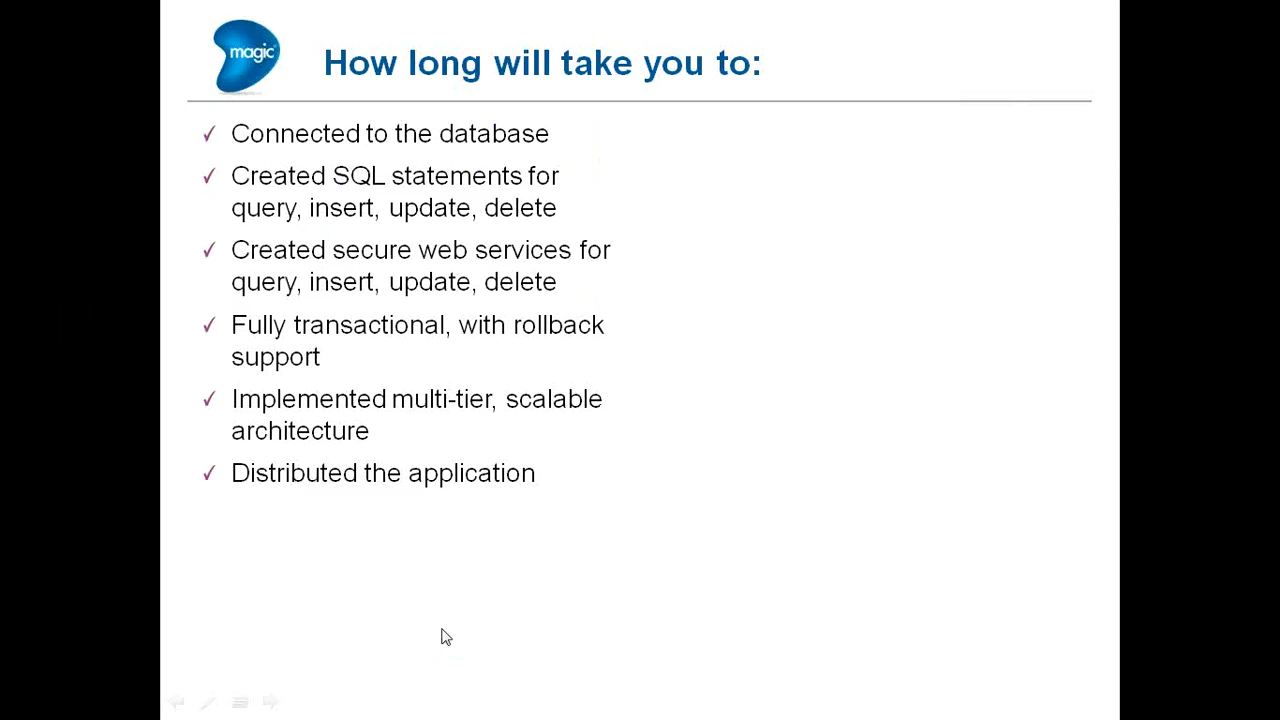 magic
How long will take you to:
✓ Connected to the database
✓ Created SQL statements for
query, insert, update, delete
✓ Created secure web services for
query, insert, update, delete
✓ Fully transactional, with rollback
support
✓ Implemented multi-tier, scalable
architecture
✓ Distributed the application